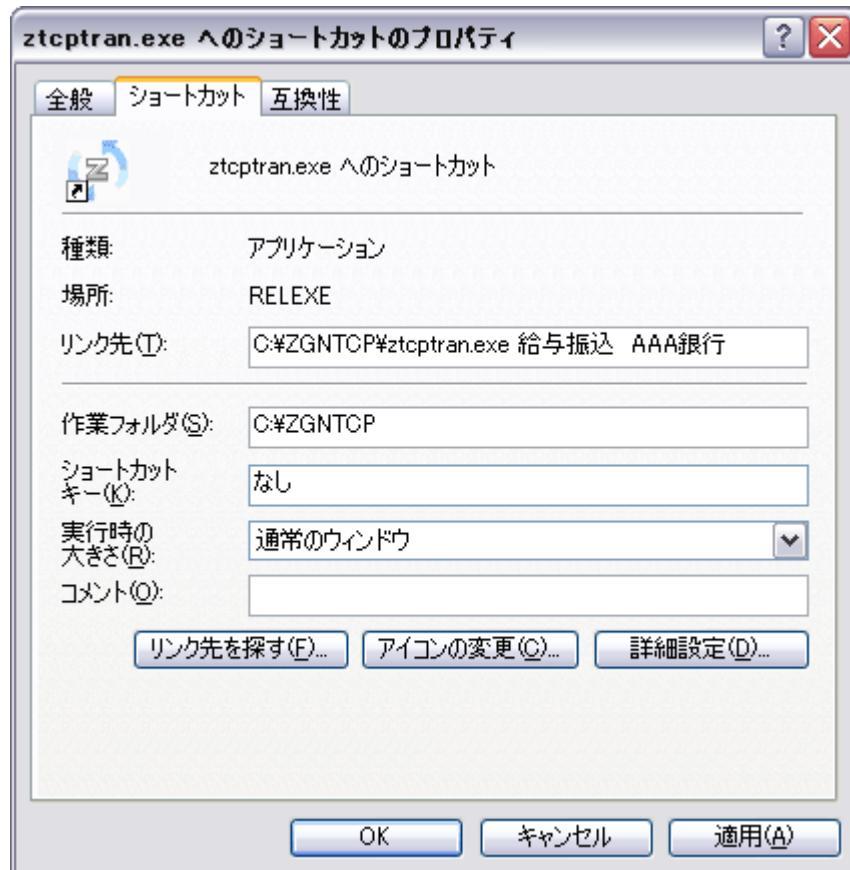 ztcptran.exe へのショートカットのプロパティ
全般 ショートカット 互換性
ztcptran.exe へのショートカット
種類: アプリケーション
場所: RELEXE
リンク先(T): C:¥ZGNTCP¥ztcptran.exe 給与振込　AAA銀行
作業フォルダ(S): C:¥ZGNTCP
ショートカット
キー(K): なし
実行時の
大きさ(R): 通常のウィンドウ
コメント(O):
リンク先を探す(F)... アイコンの変更(C)... 詳細設定(D)...
OK キャンセル 適用(A)